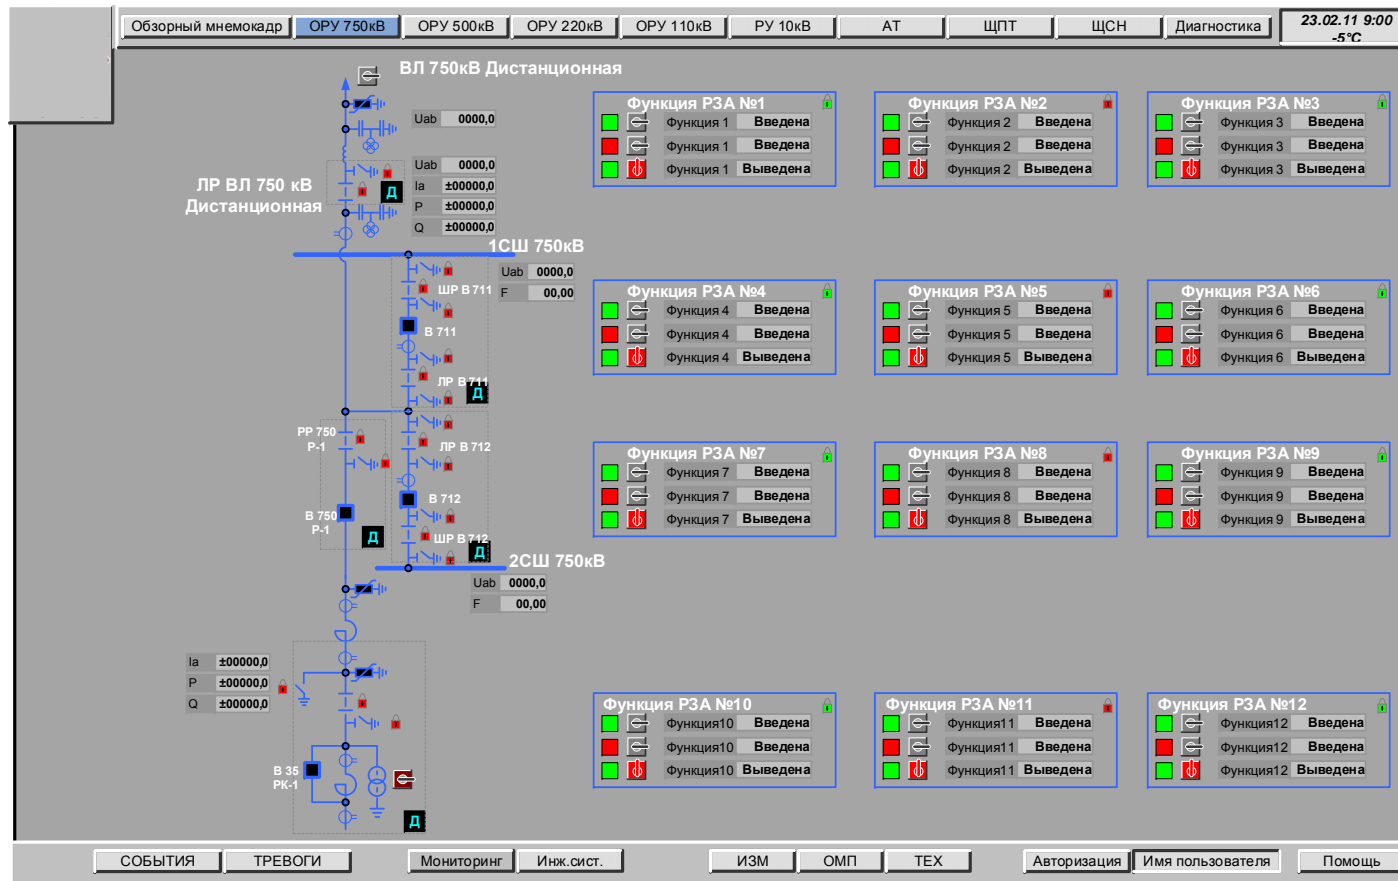 Обзорный мнемокадр ОРУ 750кВ ОРУ 500кВ ОРУ 220кВ ОРУ 110кВ РУ 10кВ АТ ЩПТ ЩСН Диагностика 23.02.11 9:00
-5°C
ВЛ 750кВ Дистанционная
Uab 0000,0
Uab 0000,0
Ia ±00000,0
P ±00000,0
Q ±00000,0
ЛР ВЛ 750 кВ
Дистанционная
Д
1СШ 750кВ
Uab 0000,0
F 00,00
ШР В 711
В 711
ЛР В 711
Д
РР 750
Р-1
ЛР В 712
В 712
В 750
Р-1
Д
ШР В 712
Д
2СШ 750кВ
Uab 0000,0
F 00,00
Ia ±00000,0
P ±00000,0
Q ±00000,0
В 35
РК-1
Д
Функция РЗА №1
Функция 1 Введена
Функция 1 Введена
Функция 1 Выведена
Функция РЗА №2
Функция 2 Введена
Функция 2 Введена
Функция 2 Выведена
Функция РЗА №3
Функция 3 Введена
Функция 3 Введена
Функция 3 Выведена
Функция РЗА №4
Функция 4 Введена
Функция 4 Введена
Функция 4 Выведена
Функция РЗА №5
Функция 5 Введена
Функция 5 Введена
Функция 5 Выведена
Функция РЗА №6
Функция 6 Введена
Функция 6 Введена
Функция 6 Выведена
Функция РЗА №7
Функция 7 Введена
Функция 7 Введена
Функция 7 Выведена
Функция РЗА №8
Функция 8 Введена
Функция 8 Введена
Функция 8 Выведена
Функция РЗА №9
Функция 9 Введена
Функция 9 Введена
Функция 9 Выведена
Функция РЗА №10
Функция10 Введена
Функция10 Введена
Функция10 Выведена
Функция РЗА №11
Функция11 Введена
Функция11 Введена
Функция11 Выведена
Функция РЗА №12
Функция12 Введена
Функция12 Введена
Функция12 Выведена
СОБЫТИЯ ТРЕВОГИ Мониторинг Инж.сист. ИЗМ ОМП ТЕХ Авторизация Имя пользователя Помощь